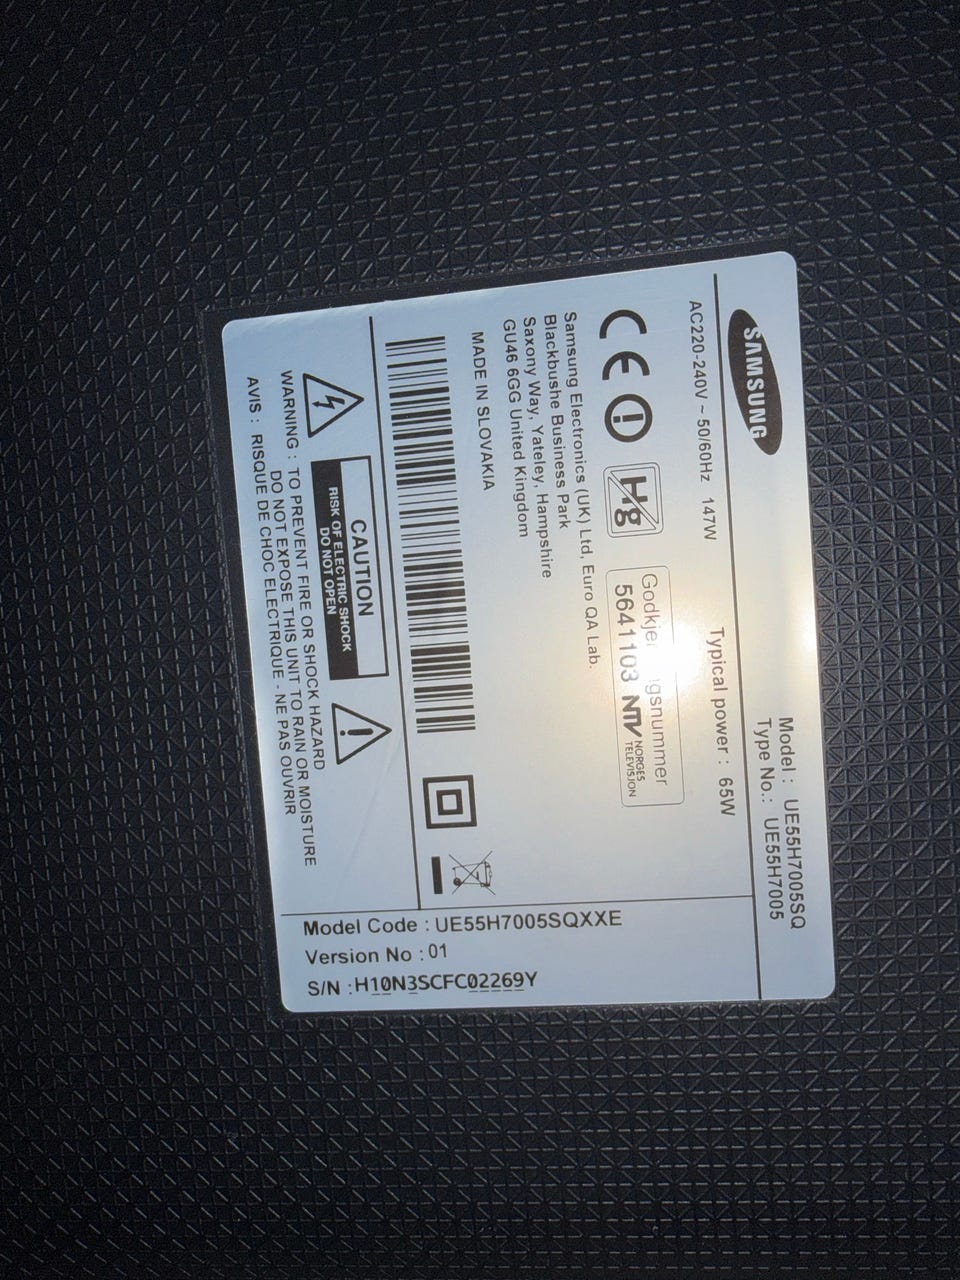 SAMSUNG
Model : UE55H7005SQ
Type No.: UE55H7005
AC220-240V ~ 50/60Hz 147W
Typical power : 65W
CE
Hg
5641103 NTV NORGES
TELEVISJON
Samsung Electronics (UK) Ltd, Euro QA Lab.
Blackbushe Business Park
Saxony Way, Yateley, Hampshire
GU46 6GG United Kingdom
MADE IN SLOVAKIA
CAUTION
RISK OF ELECTRIC SHOCK
DO NOT OPEN
WARNING : TO PREVENT FIRE OR SHOCK HAZARD
DO NOT EXPOSE THIS UNIT TO RAIN OR MOISTURE
AVIS : RISQUE DE CHOC ELECTRIQUE - NE PAS OUVRIR
Model Code : UE55H7005SQXXE
Version No : 01
S/N : H10N3SCFC02269Y